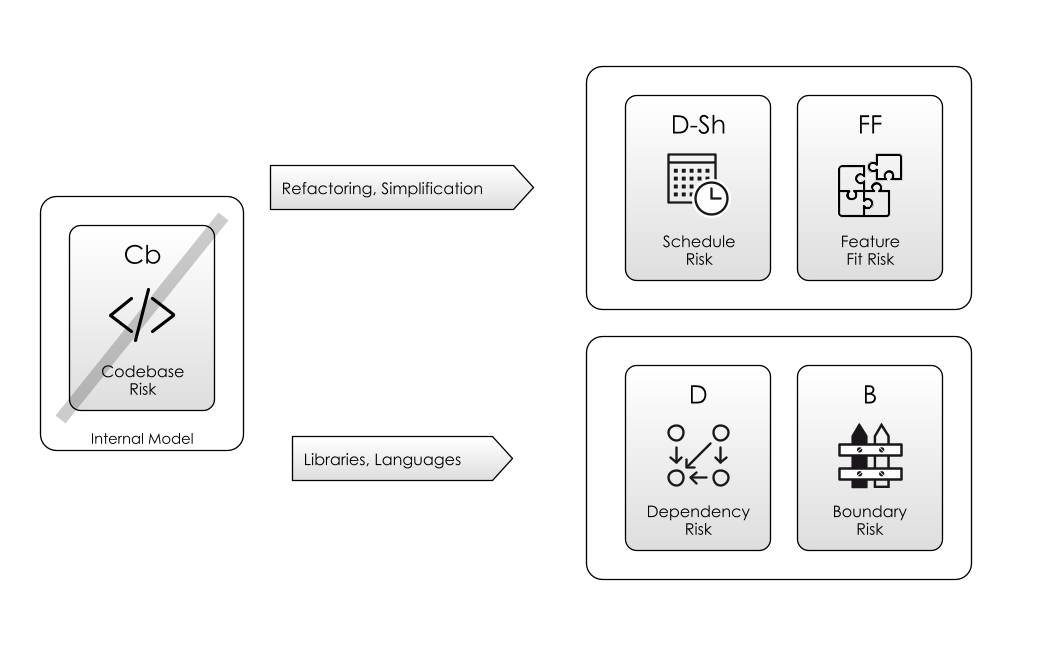 Cb
Codebase
Risk
Internal Model
Refactoring, Simplification
D-Sh
Schedule
Risk
FF
Feature
Fit Risk
Libraries, Languages
D
Dependency
Risk
B
Boundary
Risk